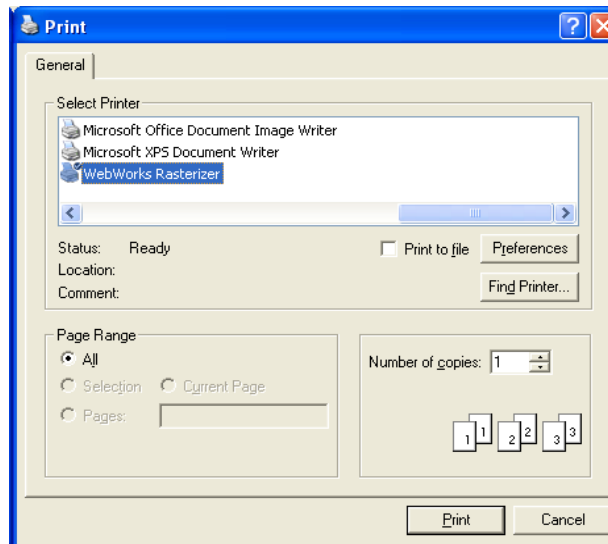 Print
General
Select Printer
Microsoft Office Document Image Writer
Microsoft XPS Document Writer
WebWorks Rasterizer
Status: Ready
Print to file
Preferences
Location:
Comment:
Find Printer...
Page Range
All
Selection
Current Page
Pages:
Number of copies: 1
1 1 2 2 3 3
Print
Cancel